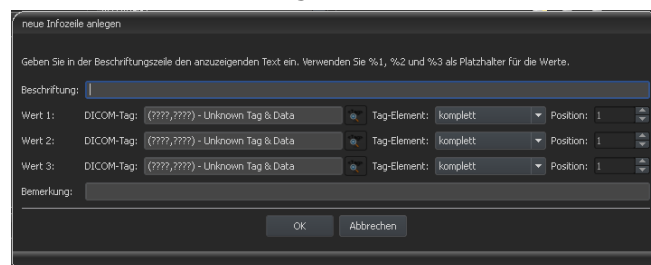 neue Infozeile anlegen
Geben Sie in der Beschriftungszeile den anzuzeigenden Text ein. Verwenden Sie %1, %2 und %3 als Platzhalter für die Werte.
Beschriftung:
Wert 1: DICOM-Tag: (????,????) - Unknown Tag & Data Tag-Element: komplett Position: 1
Wert 2: DICOM-Tag: (????,????) - Unknown Tag & Data Tag-Element: komplett Position: 1
Wert 3: DICOM-Tag: (????,????) - Unknown Tag & Data Tag-Element: komplett Position: 1
Bemerkung:
OK Abbrechen